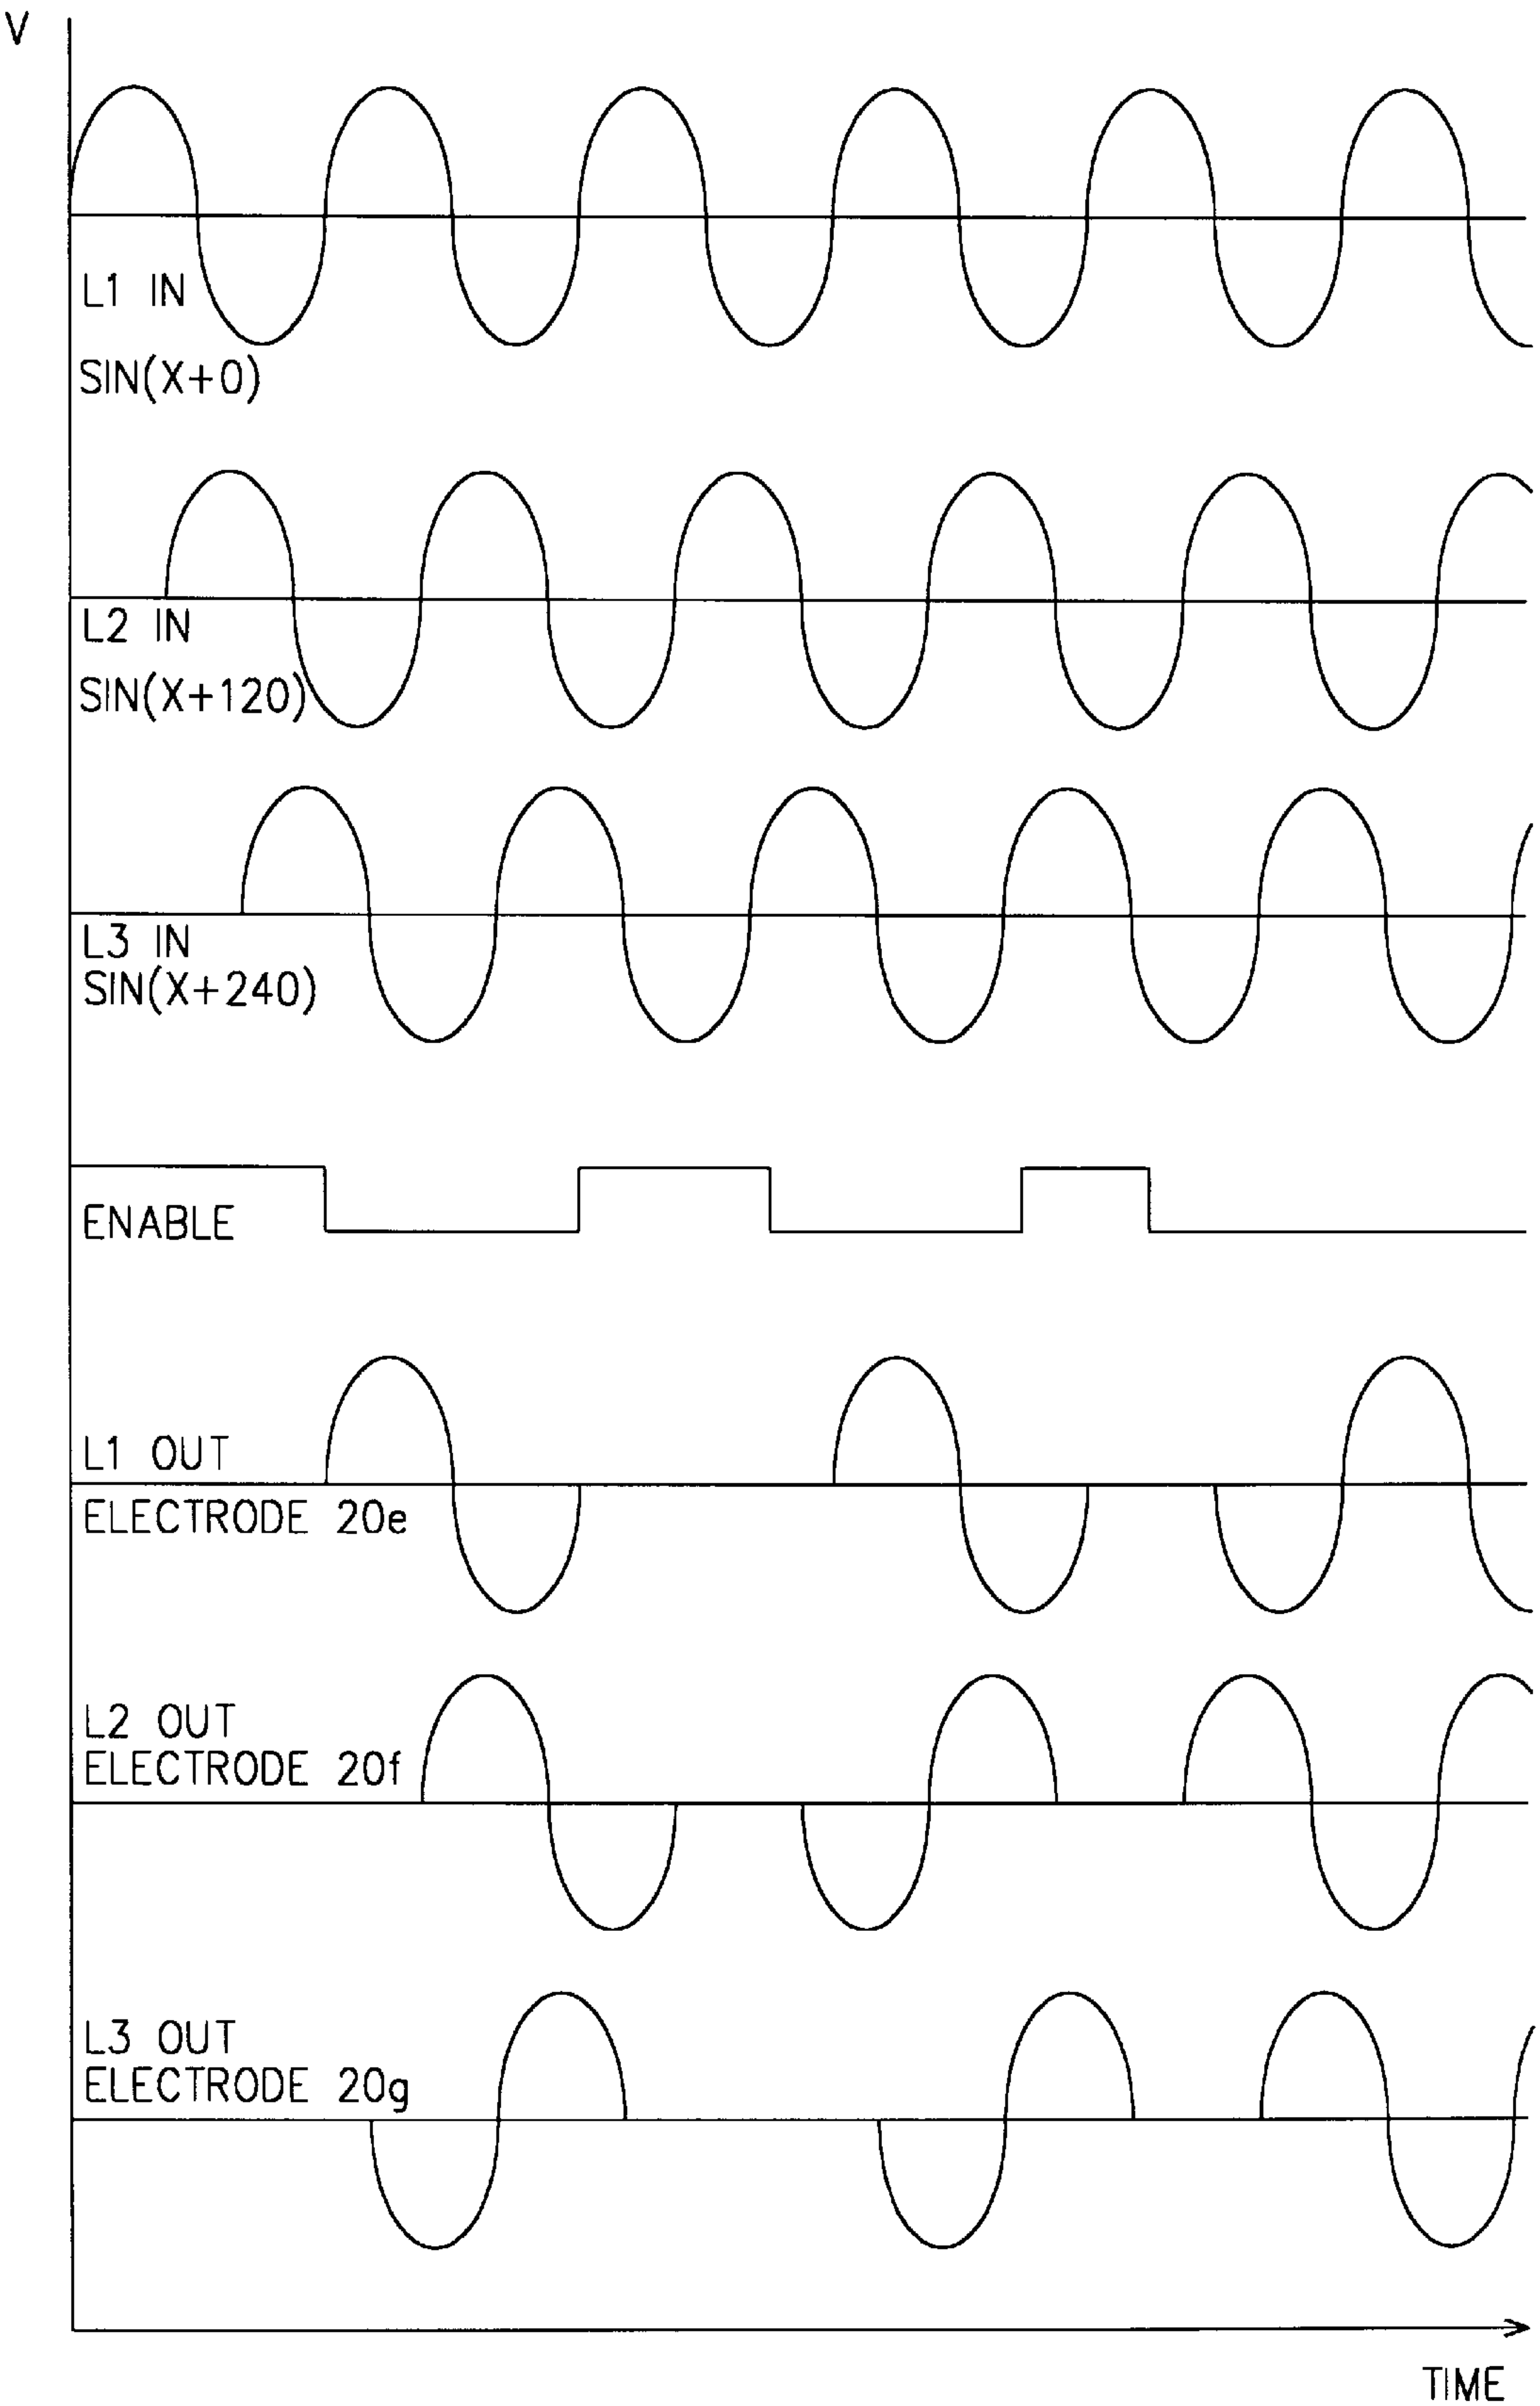 V
L1 IN
SIN(X+0)
L2 IN
SIN(X+120)
L3 IN
SIN(X+240)
ENABLE
L1 OUT
ELECTRODE 20e
L2 OUT
ELECTRODE 20f
L3 OUT
ELECTRODE 20g
TIME